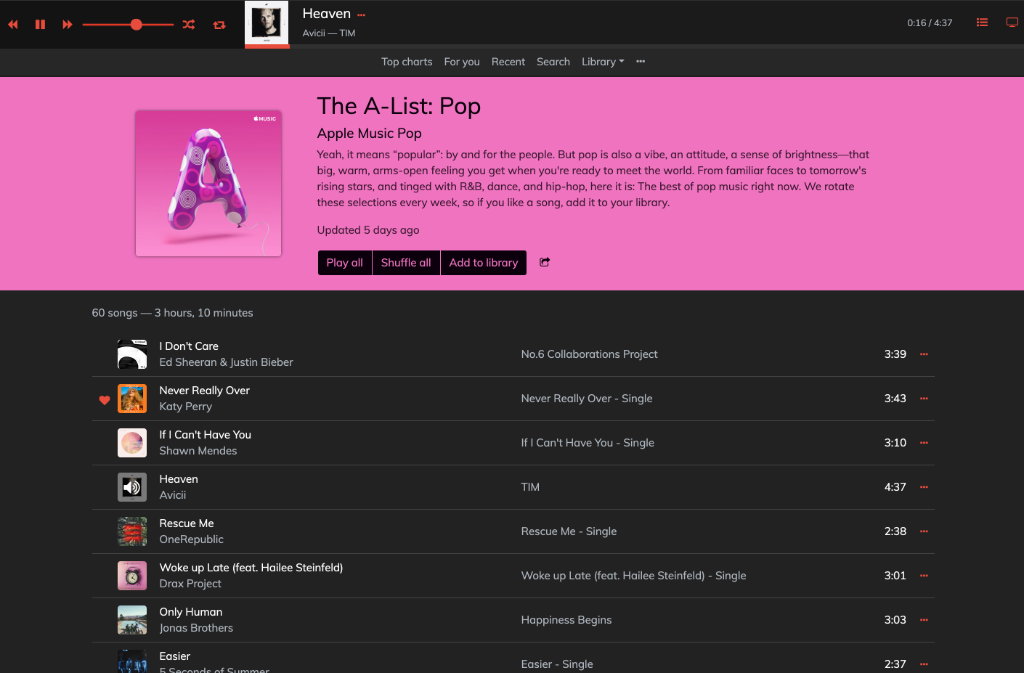 Heaven
Avicii — TIM
0:16 / 4:37
Top charts For you Recent Search Library
MUSIC
The A-List: Pop
Apple Music Pop
Yeah, it means “popular”: by and for the people. But pop is also a vibe, an attitude, a sense of brightness—that
big, warm, arms-open feeling you get when you're ready to meet the world. From familiar faces to tomorrow's
rising stars, and tinged with R&B, dance, and hip-hop, here it is: The best of pop music right now. We rotate
these selections every week, so if you like a song, add it to your library.
Updated 5 days ago
Play all Shuffle all Add to library
60 songs — 3 hours, 10 minutes
I Don't Care
Ed Sheeran & Justin Bieber
No.6 Collaborations Project
3:39
Never Really Over
Katy Perry
Never Really Over - Single
3:43
If I Can't Have You
Shawn Mendes
If I Can't Have You - Single
3:10
Heaven
Avicii
TIM
4:37
Rescue Me
OneRepublic
Rescue Me - Single
2:38
Woke up Late (feat. Hailee Steinfeld)
Drax Project
Woke up Late (feat. Hailee Steinfeld) - Single
3:01
Only Human
Jonas Brothers
Happiness Begins
3:03
Easier
5 Seconds of Summer
Easier - Single
2:37